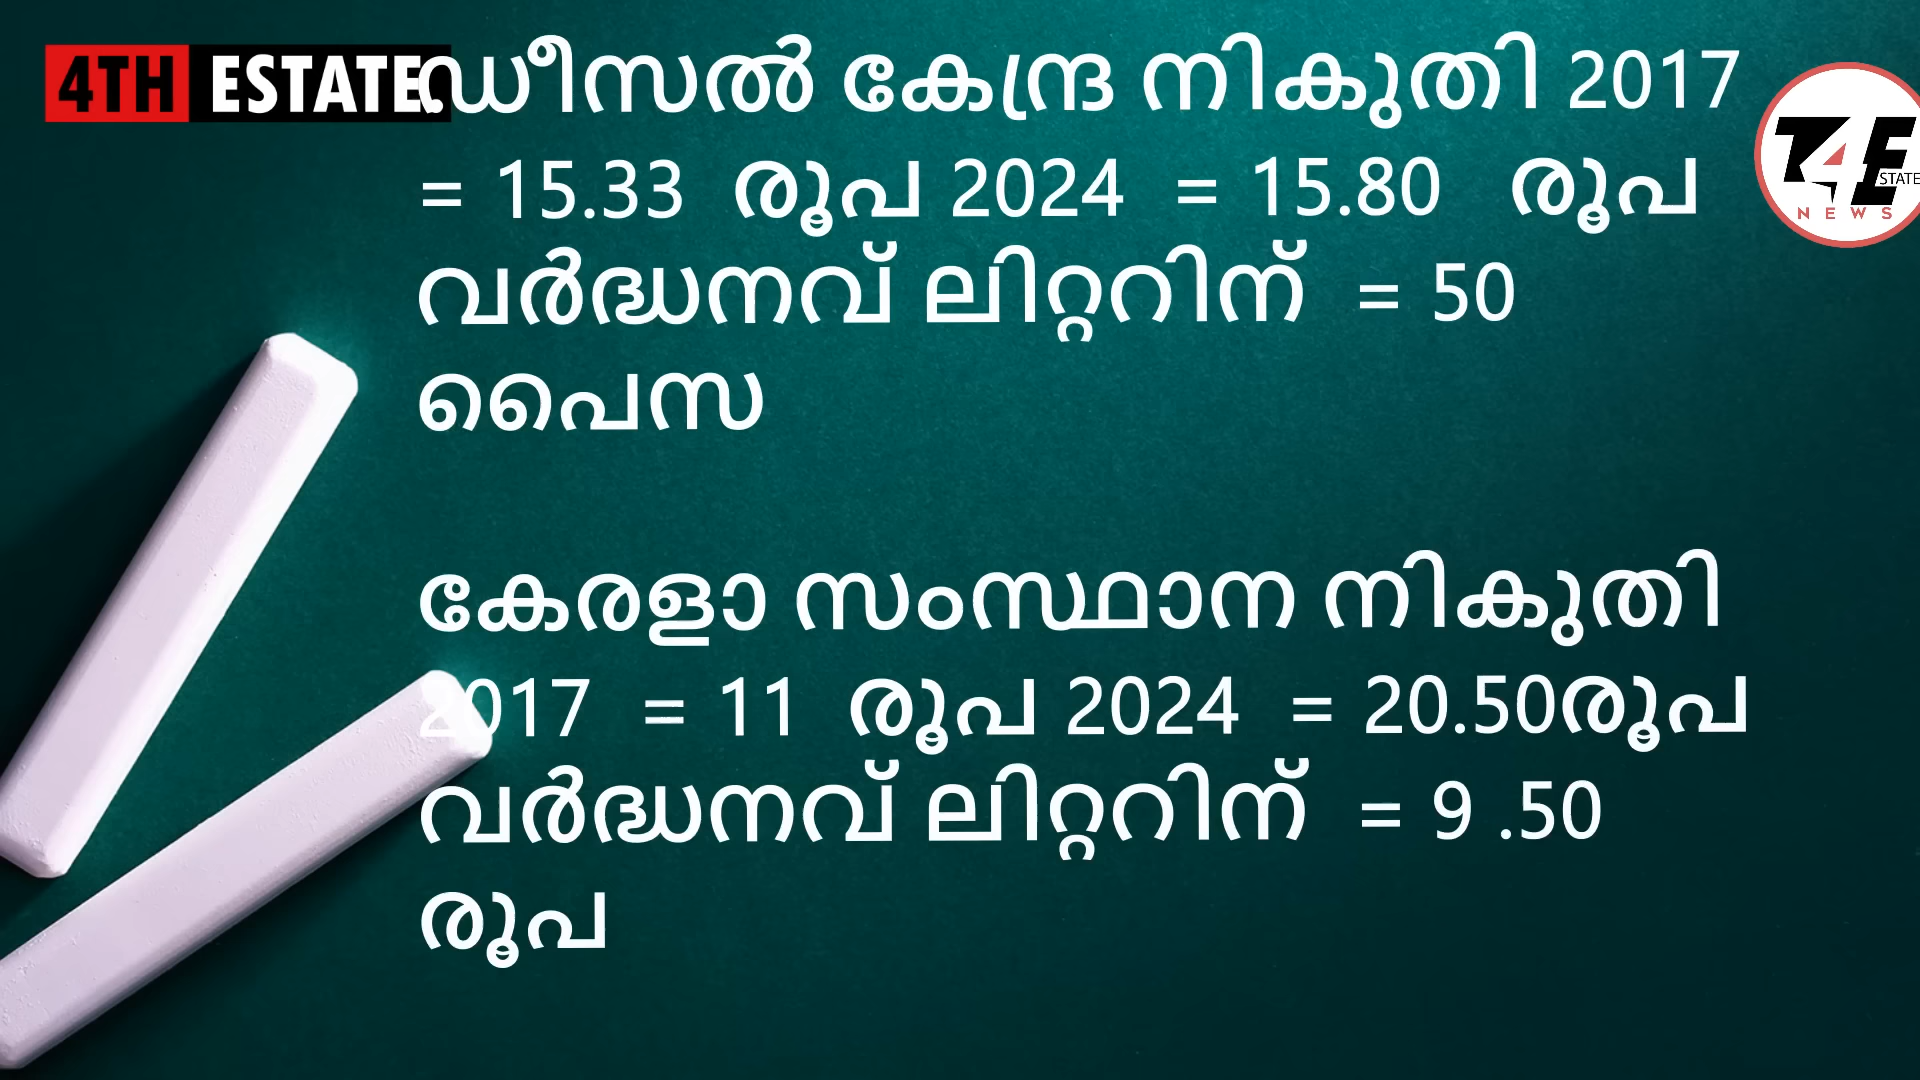 4TH ESTATE.
ഡീസൽ കേന്ദ്ര നികുതി 2017
= 15.33 രൂപ 2024 = 15.80 രൂപ
വർദ്ധനവ് ലിറ്ററിന് = 50
പൈസ
കേരളാ സംസ്ഥാന നികുതി
2017 = 11 രൂപ 2024 = 20.50രൂപ
വർദ്ധനവ് ലിറ്ററിന് = 9 .50
രൂപ
T4E
STATE
NEWS